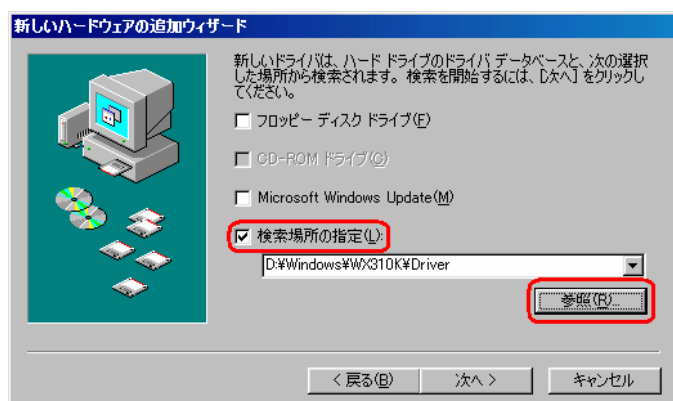 新しいハードウェアの追加ウィザード
新しいドライバは、ハード ドライブのドライバ データベースと、次の選択
した場所から検索されます。検索を開始するには、[次へ] をクリックし
てください。
フロッピー ディスク ドライブ(F)
CD-ROM ドライブ(C)
Microsoft Windows Update(M)
検索場所の指定(L):
D:¥Windows¥WX310K¥Driver
参照(R)...
< 戻る(B)
次へ >
キャンセル